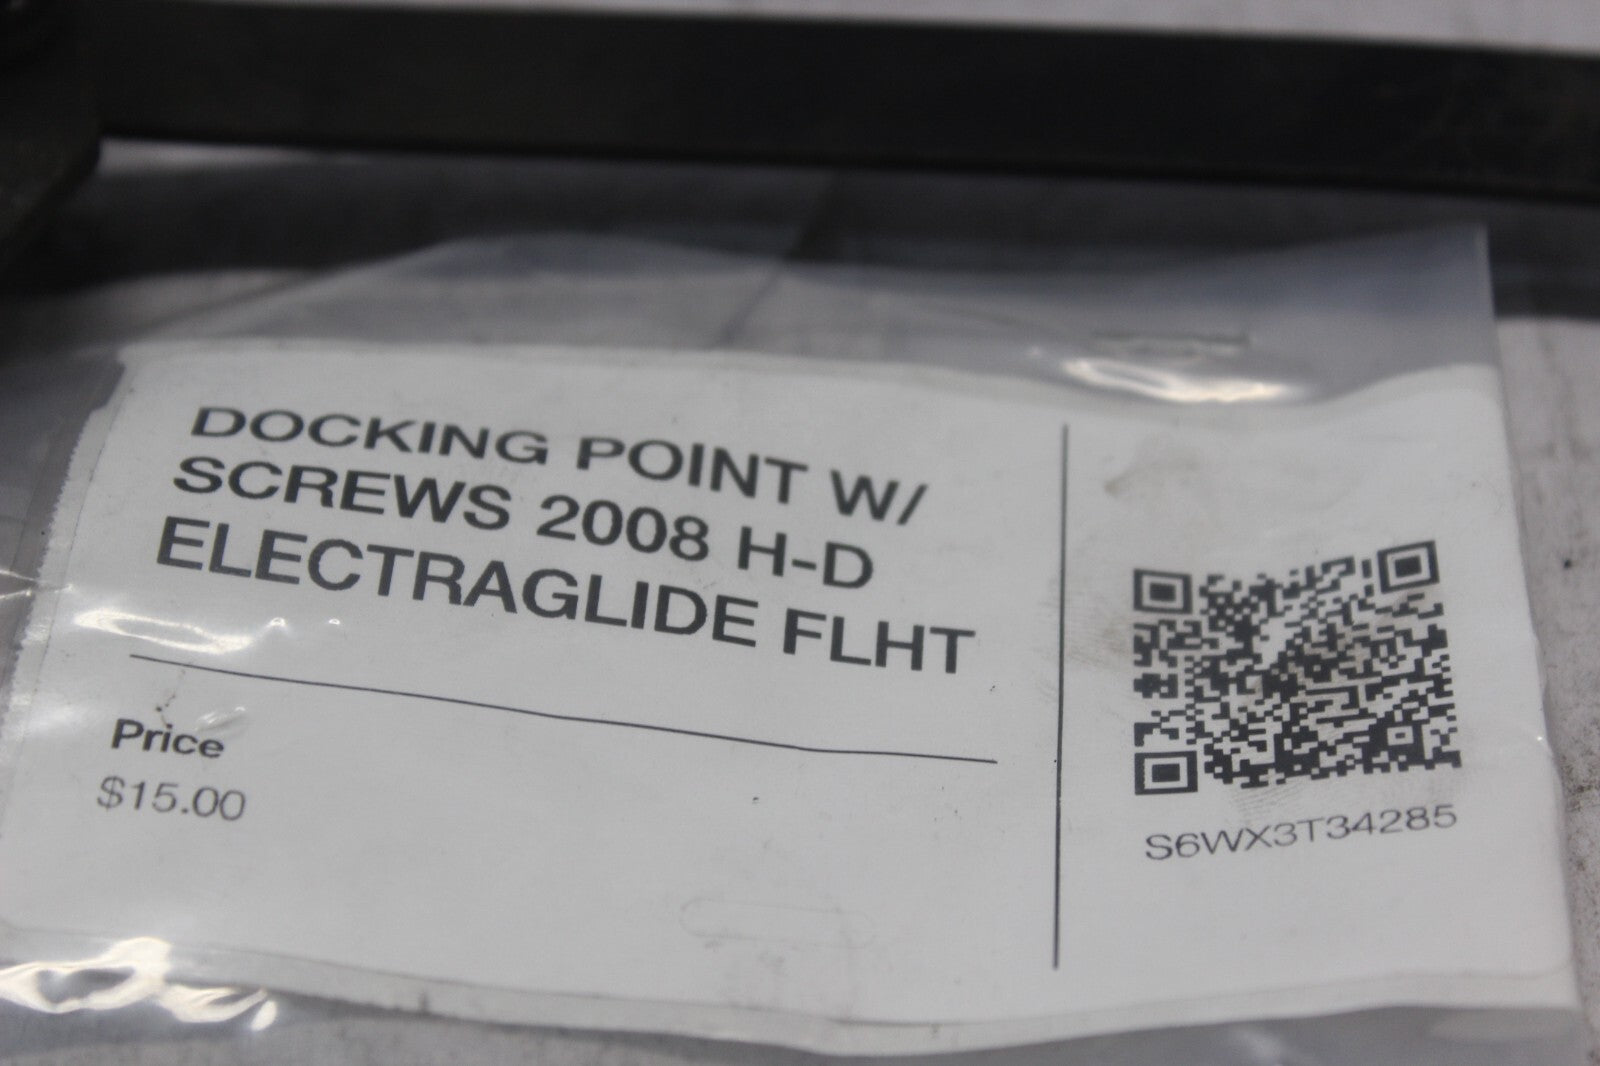 DOCKING POINT W/
SCREWS 2008 H-D
ELECTRAGLIDE FLHT
Price
$15.00
S6WX3T34285